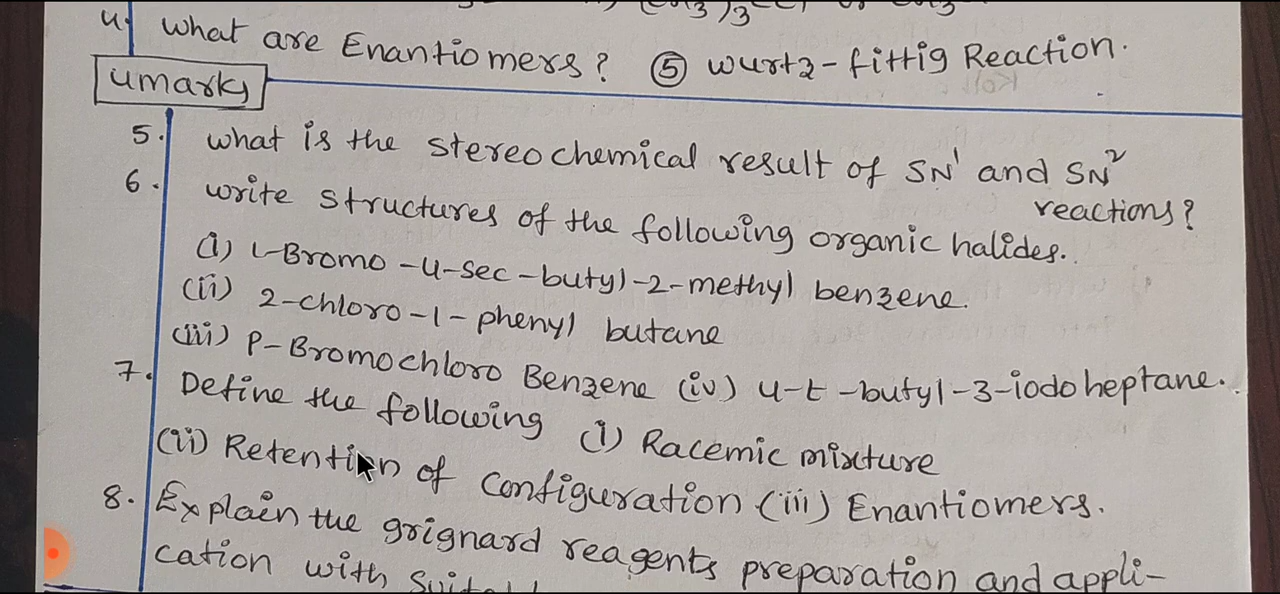 4. What are Enantiomers? ⑤ Wurtz-fittig Reaction.
4marks
5. What is the stereochemical result of SN¹ and SN² reactions?
6. Write structures of the following organic halides.
(i) 1-Bromo-4-sec-butyl-2-methyl benzene.
(ii) 2-chloro-1-phenyl butane
(iii) P-Bromochloro Benzene (iv) 4-t-butyl-3-iodoheptane.
7. Define the following (i) Racemic mixture
(ii) Retention of Configuration (iii) Enantiomers.
8. Explain the grignard reagents preparation and appli-
cation with